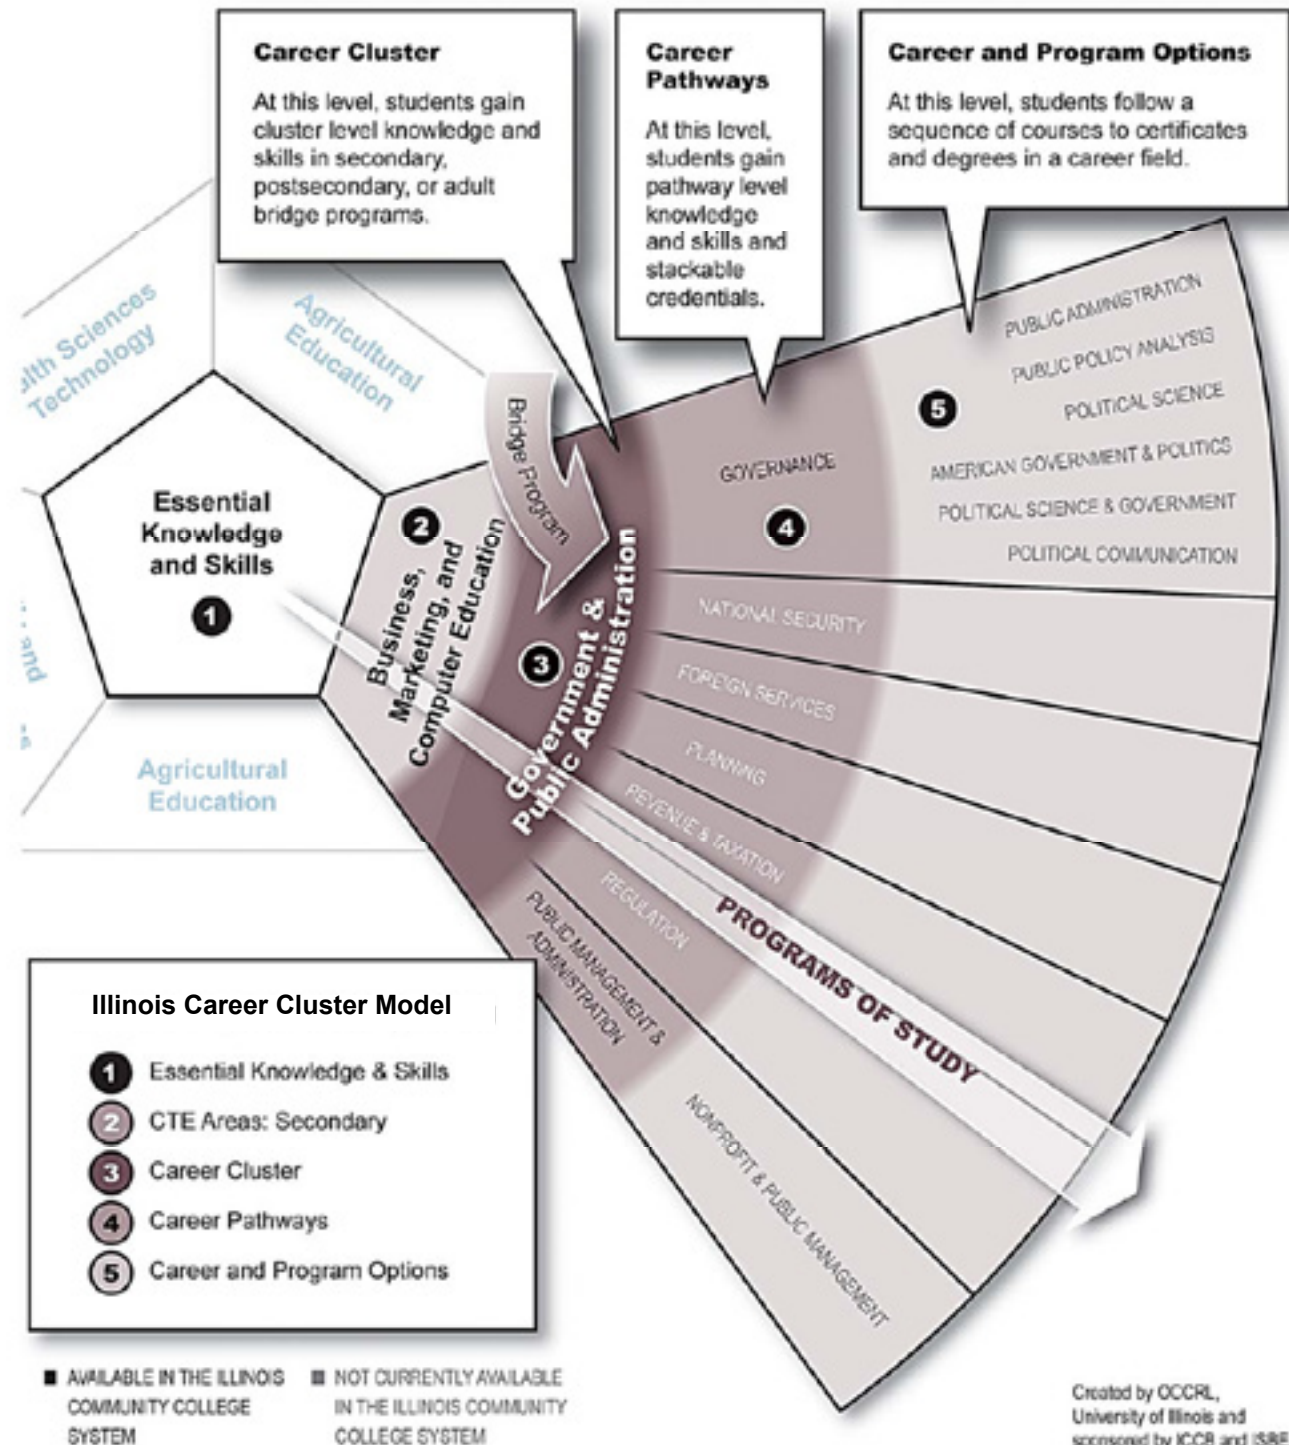 Career Cluster
At this level, students gain
cluster level knowledge and
skills in secondary,
postsecondary, or adult
bridge programs.
Career
Pathways
At this level,
students gain
pathway level
knowledge
and skills and
stackable
credentials.
Career and Program Options
At this level, students follow a
sequence of courses to certificates
and degrees in a career field.
Sciences
Technology
Agricultural
Education
Essential
Knowledge
and Skills
1
and
Agricultural
Education
2
Business,
Marketing, and
Computer Education
Bridge Program
3
Government &
Public Administration
4
GOVERNANCE
NATIONAL SECURITY
FOREIGN SERVICES
PLANNING
REVENUE & TAXATION
REGULATION
PUBLIC MANAGEMENT &
ADMINISTRATION
5
PUBLIC ADMINISTRATION
PUBLIC POLICY ANALYSIS
POLITICAL SCIENCE
AMERICAN GOVERNMENT & POLITICS
POLITICAL SCIENCE & GOVERNMENT
POLITICAL COMMUNICATION
NONPROFIT & PUBLIC MANAGEMENT
PROGRAMS OF STUDY
Illinois Career Cluster Model
1 Essential Knowledge & Skills
2 CTE Areas: Secondary
3 Career Cluster
4 Career Pathways
5 Career and Program Options
AVAILABLE IN THE ILLINOIS
COMMUNITY COLLEGE
SYSTEM
NOT CURRENTLY AVAILABLE
IN THE ILLINOIS COMMUNITY
COLLEGE SYSTEM
Created by OCCRL,
University of Illinois and
sponsored by ICCB and ISBE